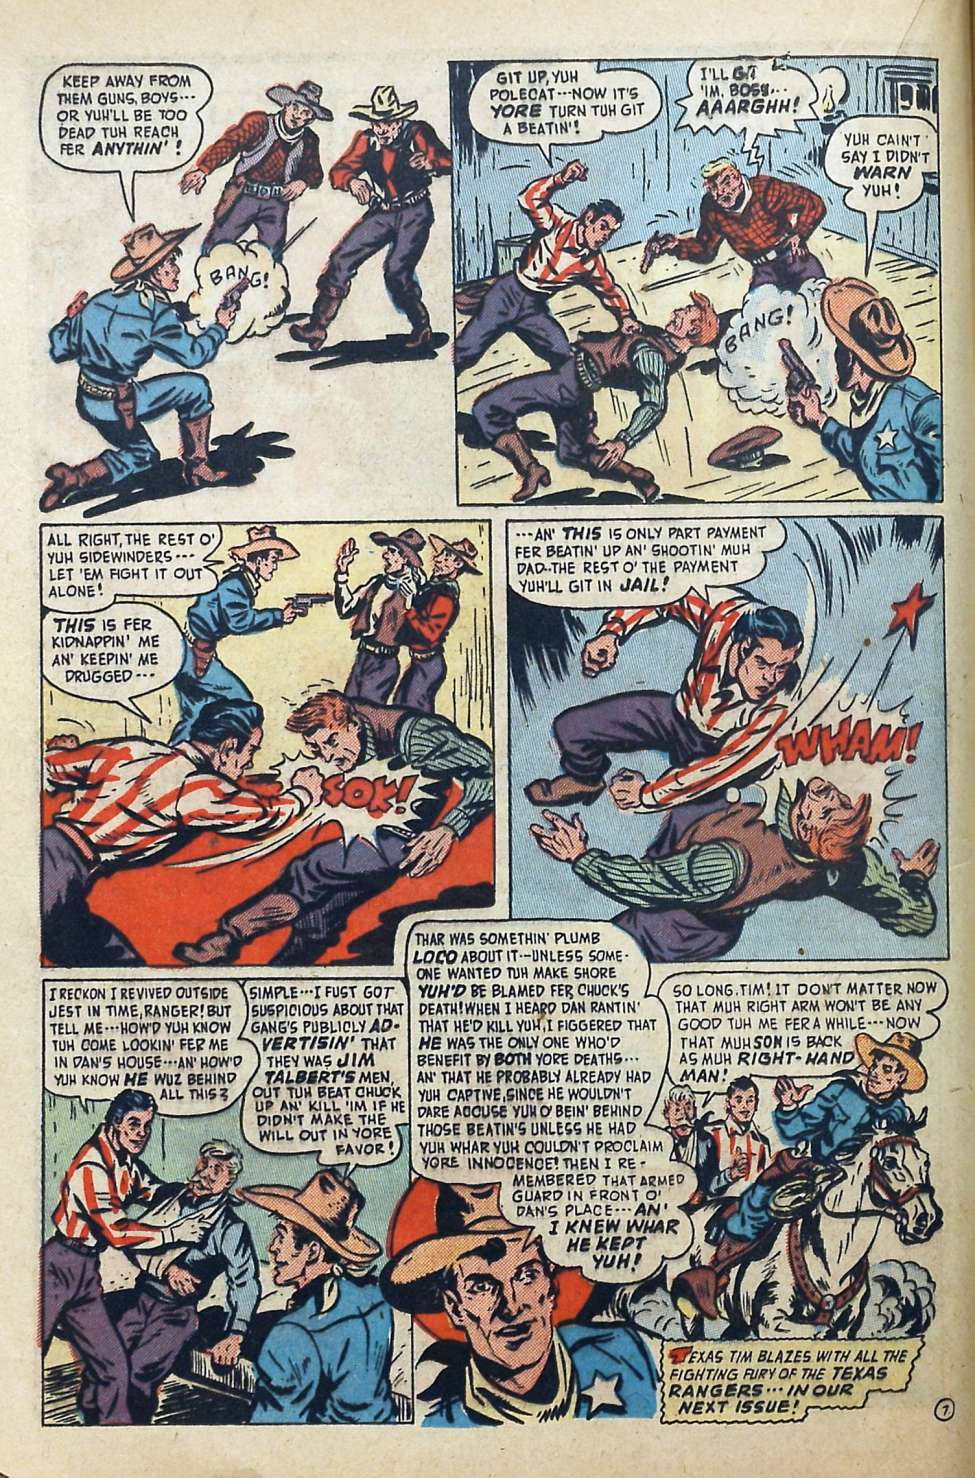 KEEP AWAY FROM
THEM GUNS, BOYS---
OR YUH'LL BE TOO
DEAD TUH REACH
FER ANYTHIN'!
BANG!
GIT UP, YUH
POLECAT---NOW IT'S
YORE TURN TUH GIT
A BEATIN'!
I'LL GIT
'IM, BOSS...
AAARGHH!
YUH CAIN'T
SAY I DIDN'T
WARN
YUH!
BANG!
ALL RIGHT, THE REST O'
YUH SIDEWINDERS---
LET 'EM FIGHT IT OUT
ALONE!
THIS IS FER
KIDNAPPIN' ME
AN' KEEPIN' ME
DRUGGED---
SOK!
---AN' THIS IS ONLY PART PAYMENT
FER BEATIN' UP AN' SHOOTIN' MUH
DAD--THE REST O' THE PAYMENT
YUH'LL GIT IN JAIL!
WHAM!
I RECKON I REVIVED OUTSIDE
JEST IN TIME, RANGER! BUT
TELL ME---HOW'D YUH KNOW
TUH COME LOOKIN' FER ME
IN DAN'S HOUSE---AN' HOW'D
YUH KNOW HE WUZ BEHIND
ALL THIS?
SIMPLE---I FUST GOT
SUSPICIOUS ABOUT THAT
GANG'S PUBLICLY AD-
VERTISIN' THAT
THEY WAS JIM
TALBERT'S MEN,
OUT TUH BEAT CHUCK
UP AN' KILL 'IM IF HE
DIDN'T MAKE THE
WILL OUT IN YORE
FAVOR!
THAR WAS SOMETHIN' PLUMB
LOCO ABOUT IT--UNLESS SOME-
ONE WANTED TUH MAKE SHORE
YUH'D BE BLAMED FER CHUCK'S
DEATH! WHEN I HEARD DAN RANTIN'
THAT HE'D KILL YUH, I FIGGERED THAT
HE WAS THE ONLY ONE WHO'D
BENEFIT BY BOTH YORE DEATHS---
AN' THAT HE PROBABLY ALREADY HAD
YUH CAPTIVE, SINCE HE WOULDN'T
DARE ACCUSE YUH O' BEIN' BEHIND
THOSE BEATIN'S UNLESS HE HAD
YUH WHAR YUH COULDN'T PROCLAIM
YORE INNOCENCE! THEN I RE-
MEMBERED THAT ARMED
GUARD IN FRONT O'
DAN'S PLACE---AN'
I KNEW WHAR
HE KEPT
YUH!
SO LONG, TIM! IT DON'T MATTER NOW
THAT MUH RIGHT ARM WON'T BE ANY
GOOD TUH ME FER A WHILE---NOW
THAT MUH SON IS BACK
AS MUH RIGHT-HAND
MAN!
TEXAS TIM BLAZES WITH ALL THE
FIGHTING FURY OF THE TEXAS
RANGERS---IN OUR
NEXT ISSUE!
7